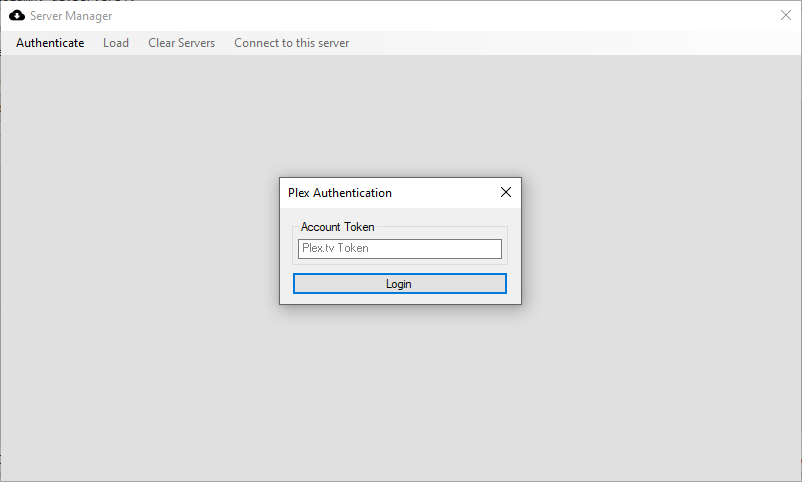 Server Manager
Authenticate Load Clear Servers Connect to this server
Plex Authentication
Account Token
Plex.tv Token
Login